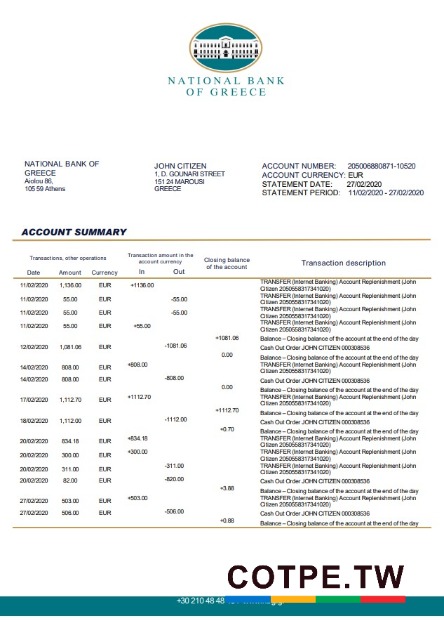 NATIONAL BANK
OF GREECE
NATIONAL BANK OF
GREECE
Aiolou 86,
105 59 Athens
JOHN CITIZEN
1, D. GOUNARI STREET
151 24 MAROUSI
GREECE
ACCOUNT NUMBER: 205006880871-10520
ACCOUNT CURRENCY: EUR
STATEMENT DATE: 27/02/2020
STATEMENT PERIOD: 11/02/2020 - 27/02/2020
ACCOUNT SUMMARY
Transactions, other operations
Transaction amount in the
account currency
Closing balance
of the account
Transaction description
Date Amount Currency In Out
11/02/2020 1,136.00 EUR +1136.00 TRANSFER (Internet Banking) Account Replenishment (John
Citizen 2050558317341020)
11/02/2020 55.00 EUR -55.00 TRANSFER (Internet Banking) Account Replenishment (John
Citizen 2050558317341020)
11/02/2020 55.00 EUR -55.00 TRANSFER (Internet Banking) Account Replenishment (John
Citizen 2050558317341020)
11/02/2020 55.00 EUR +55.00 TRANSFER (Internet Banking) Account Replenishment (John
Citizen 2050558317341020)
+1081.06 Balance – Closing balance of the account at the end of the day
12/02/2020 1,081.06 EUR -1081.06 Cash Out Order JOHN CITIZEN 000308536
0.00 Balance – Closing balance of the account at the end of the day
14/02/2020 808.00 EUR +808.00 TRANSFER (Internet Banking) Account Replenishment (John
Citizen 2050558317341020)
14/02/2020 808.00 EUR -808.00 Cash Out Order JOHN CITIZEN 000308536
0.00 Balance – Closing balance of the account at the end of the day
17/02/2020 1,112.70 EUR +1112.70 TRANSFER (Internet Banking) Account Replenishment (John
Citizen 2050558317341020)
+1112.70 Balance – Closing balance of the account at the end of the day
18/02/2020 1,112.00 EUR -1112.00 Cash Out Order JOHN CITIZEN 000308536
+0.70 Balance – Closing balance of the account at the end of the day
20/02/2020 834.18 EUR +834.18 TRANSFER (Internet Banking) Account Replenishment (John
Citizen 2050558317341020)
20/02/2020 300.00 EUR +300.00 TRANSFER (Internet Banking) Account Replenishment (John
Citizen 2050558317341020)
20/02/2020 311.00 EUR -311.00 TRANSFER (Internet Banking) Account Replenishment (John
Citizen 2050558317341020)
20/02/2020 82.00 EUR -820.00 Cash Out Order JOHN CITIZEN 000308536
+3.88 Balance – Closing balance of the account at the end of the day
27/02/2020 503.00 EUR +503.00 TRANSFER (Internet Banking) Account Replenishment (John
Citizen 2050558317341020)
27/02/2020 506.00 EUR -506.00 Cash Out Order JOHN CITIZEN 000308536
+0.88 Balance – Closing balance of the account at the end of the day
COTPE.TW
+30 210 48 48